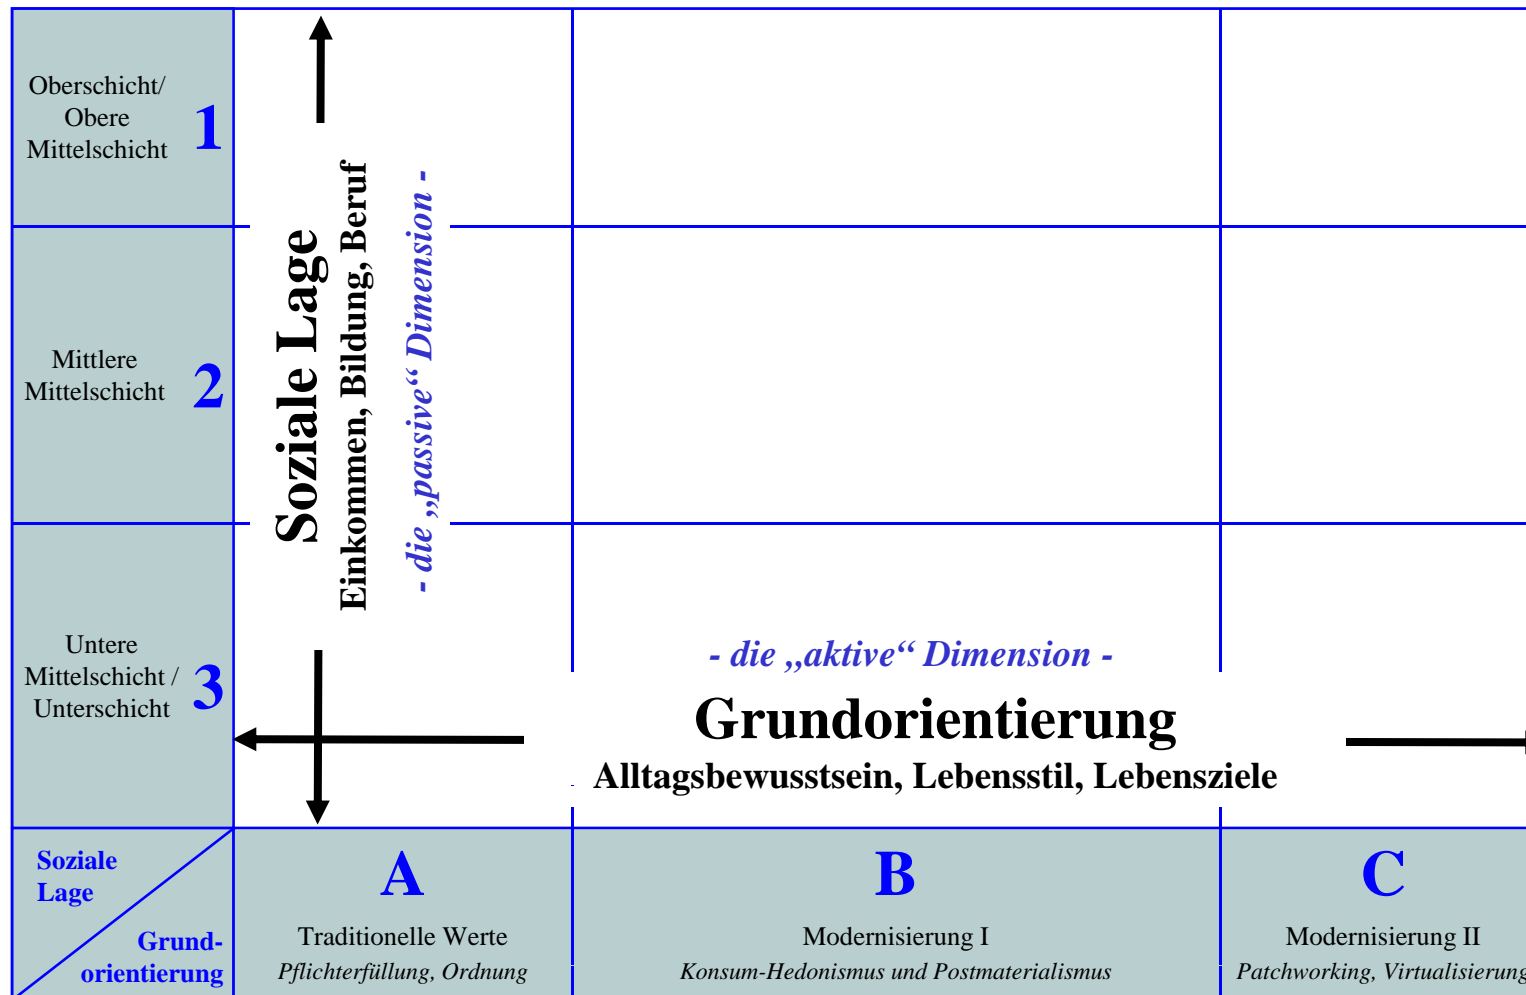 Oberschicht/
Obere
Mittelschicht
1
Mittlere
Mittelschicht
2
Untere
Mittelschicht /
Unterschicht
3
Soziale Lage
Einkommen, Bildung, Beruf
- die „passive“ Dimension -
- die „aktive“ Dimension -
Grundorientierung
Alltagsbewusstsein, Lebensstil, Lebensziele
Soziale
Lage
Grund-
orientierung
A
Traditionelle Werte
Pflichterfüllung, Ordnung
B
Modernisierung I
Konsum-Hedonismus und Postmaterialismus
C
Modernisierung II
Patchworking, Virtualisierung